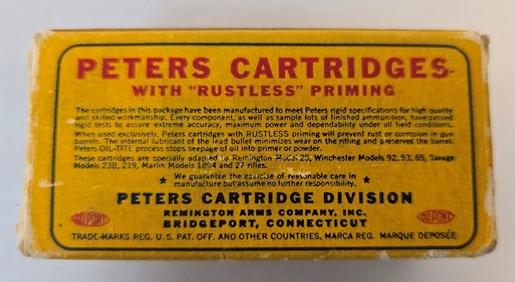 PETERS CARTRIDGES
WITH "RUSTLESS" PRIMING
The cartridges in this package have been manufactured to meet Peters rigid specifications for high quality
and skilled workmanship. Every component, as well as sample lots of finished ammunition, have passed
rigid tests to assure extreme accuracy, maximum power and dependability under all field conditions.
When used exclusively, Peters cartridges with RUSTLESS priming will prevent rust or corrosion in gun
barrels. The internal lubricant of the lead bullet minimizes wear on the rifling and preserves the barrel.
Peters OIL-TITE process stops seepage of oil into primer or powder.
These cartridges are specially adapted to Remington Model 25, Winchester Models 92, 53, 65, Savage
Models 23B, 219, Marlin Models 1894 and 27 rifles.
★ We guarantee the exercise of reasonable care in ★
manufacture but assume no further responsibility.
PETERS CARTRIDGE DIVISION
REMINGTON ARMS COMPANY, INC.
DU PONT BRIDGEPORT, CONNECTICUT DU PONT
TRADE-MARKS REG. U.S. PAT. OFF. AND OTHER COUNTRIES, MARCA REG. MARQUE DEPOSÉE